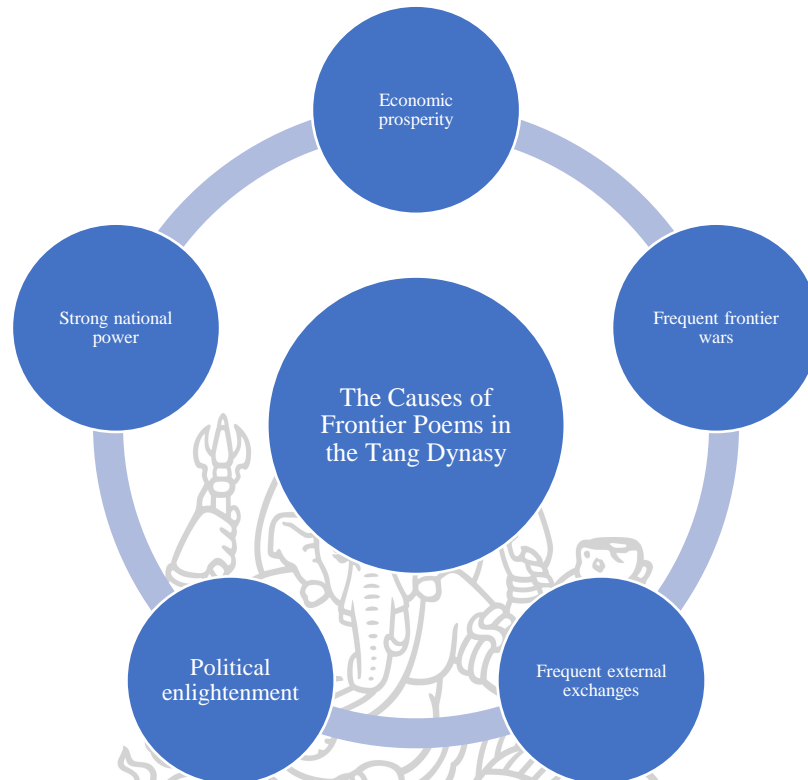 Economic
prosperity
Strong national
power
Frequent frontier
wars
The Causes of
Frontier Poems in
the Tang Dynasy
Political
enlightenment
Frequent external
exchanges